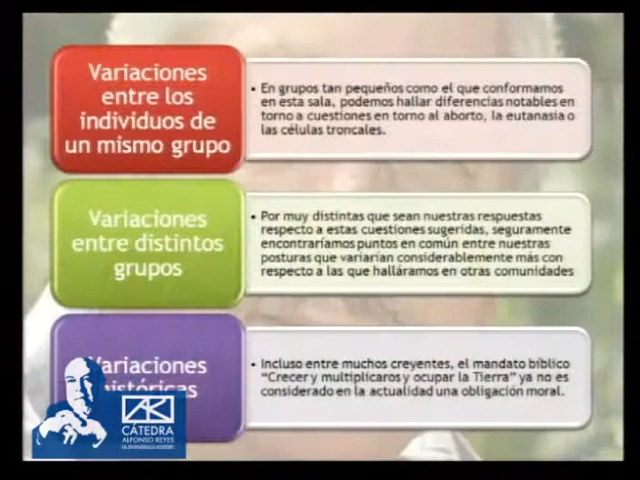 Variaciones
entre los
individuos de
un mismo grupo
• En grupos tan pequeños como el que conformamos
en esta sala, podemos hallar diferencias notables en
torno a cuestiones en torno al aborto, la eutanasia o
las células troncales.
Variaciones
entre distintos
grupos
• Por muy distintas que sean nuestras respuestas
respecto a estas cuestiones sugeridas, seguramente
encontraríamos puntos en común entre nuestras
posturas que variarían considerablemente más con
respecto a las que halláramos en otras comunidades
Variaciones
históricas
• Incluso entre muchos creyentes, el mandato bíblico
“Crecer y multiplicaros y ocupar la Tierra” ya no es
considerado en la actualidad una obligación moral.
CÁTEDRA
ALFONSO REYES